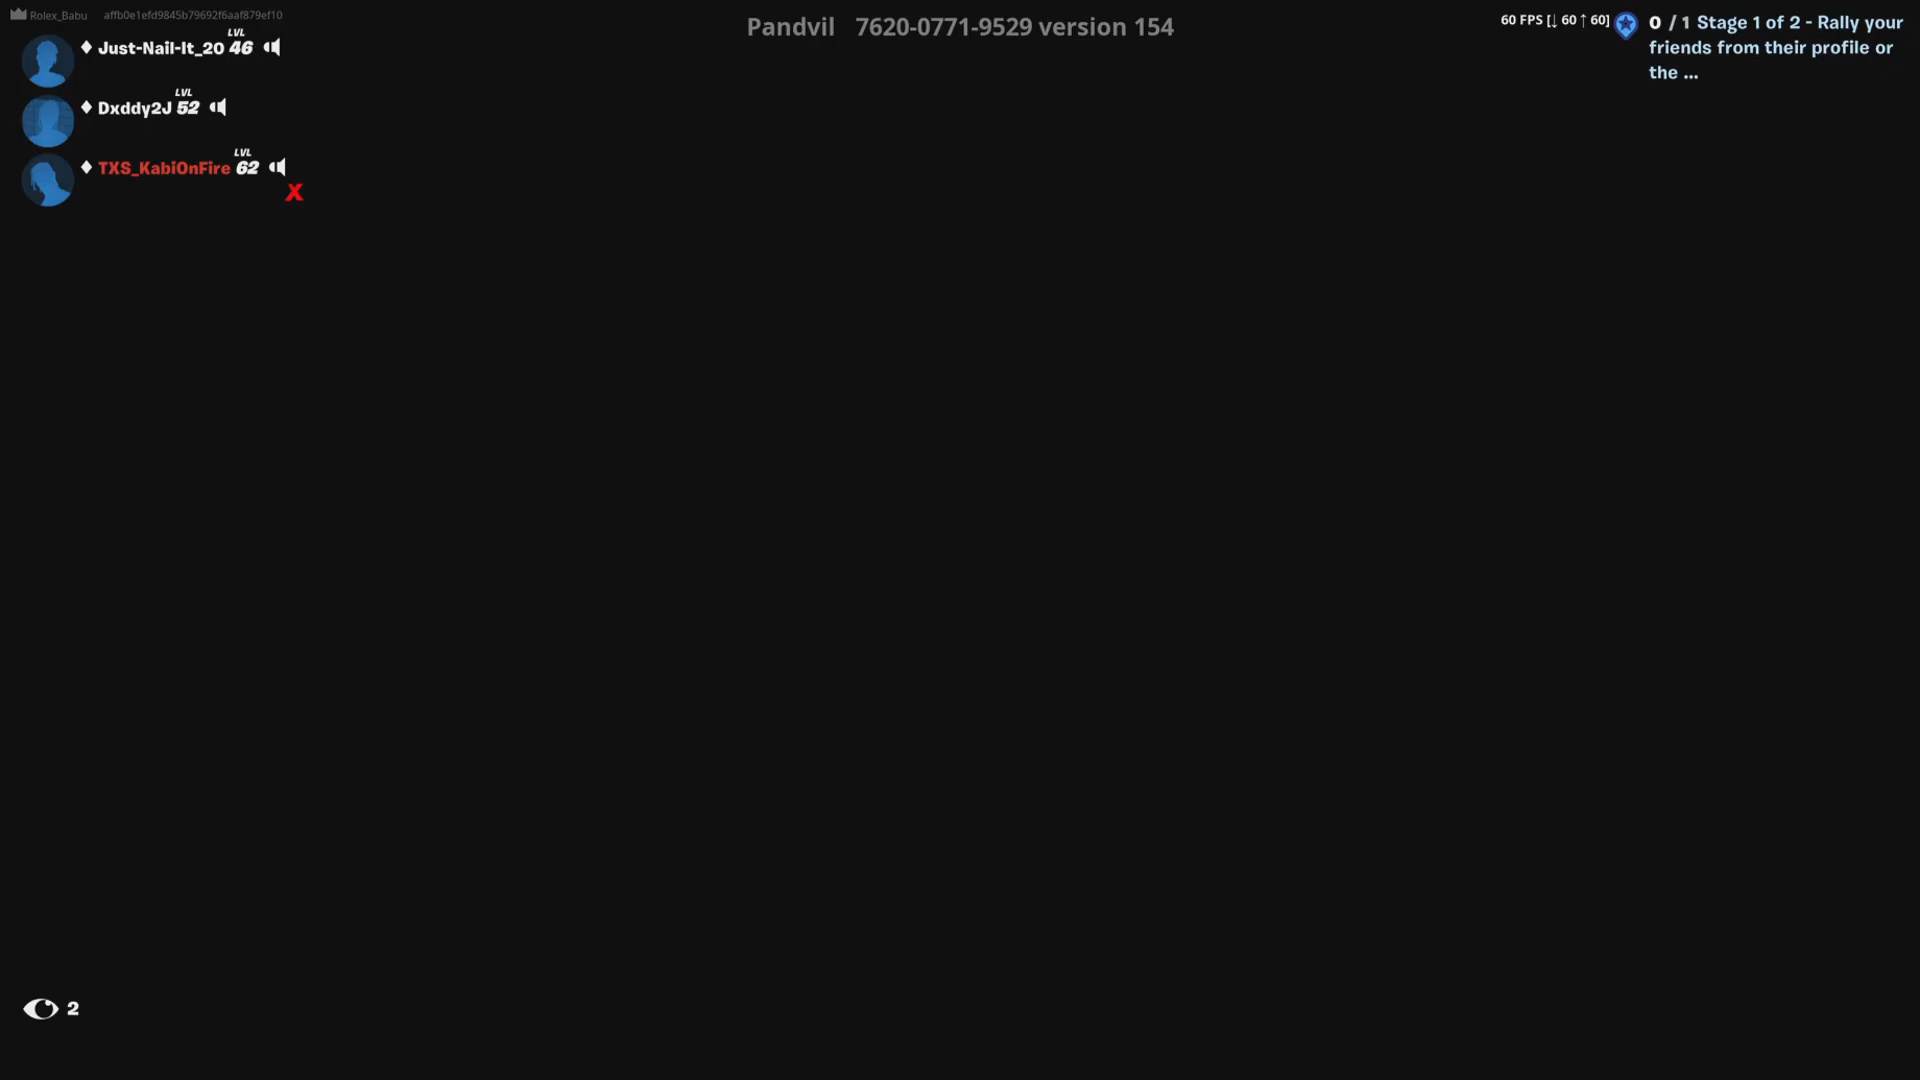 Rolex_Babu affb0e1efd9845b79692f6aaf879ef10
Pandvil 7620-0771-9529 version 154
60 FPS [↓ 60 ↑ 60]
0 / 1 Stage 1 of 2 - Rally your
friends from their profile or
the ...
LVL
Just-Nail-It_20 46
LVL
Dxddy2J 52
LVL
TXS_KabiOnFire 62
X
2